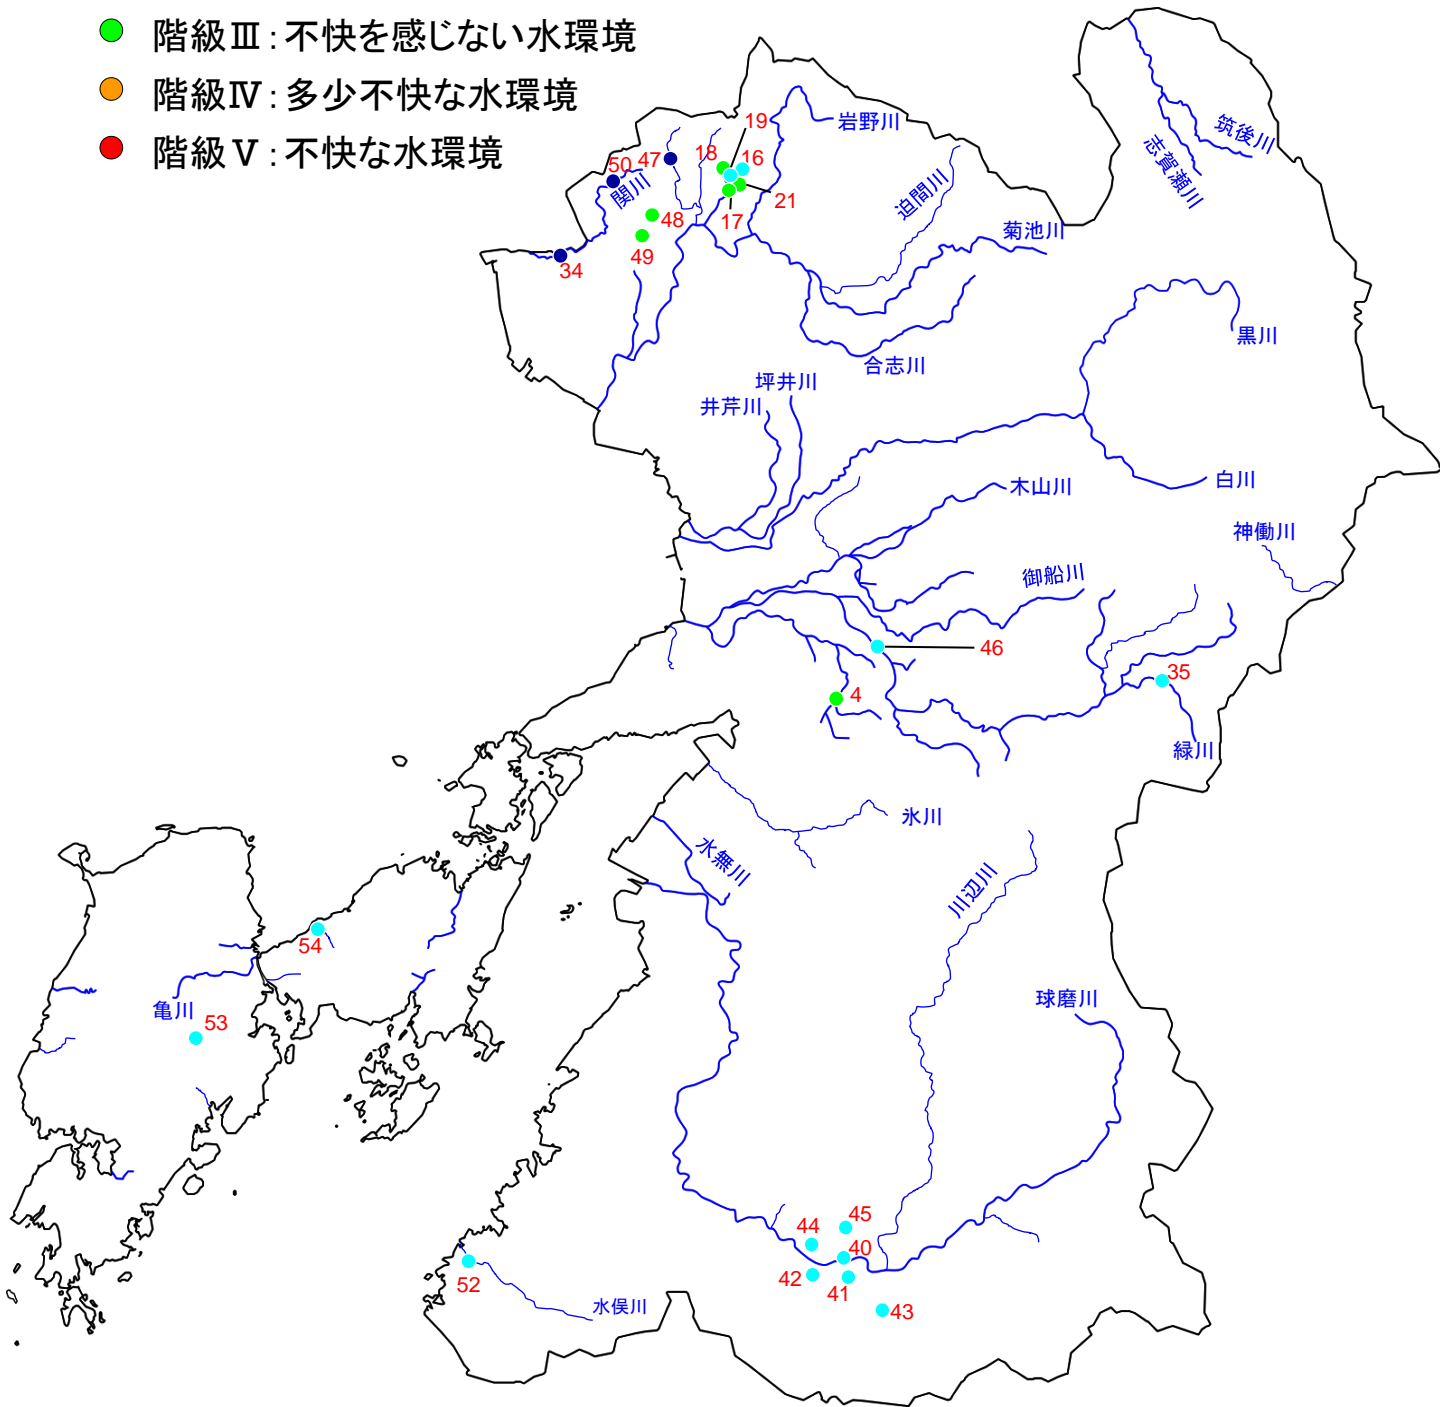 階級Ⅲ：不快を感じない水環境
階級Ⅳ：多少不快な水環境
階級Ⅴ：不快な水環境
岩野川
筑後川
志賀瀬川
19
18
16
47
50
関川
21
17
迫間川
菊池川
48
49
34
黒川
合志川
坪井川
井芹川
白川
木山川
神働川
御船川
46
35
4
緑川
氷川
水無川
川辺川
54
球磨川
亀川
53
45
44
40
42
41
43
52
水俣川